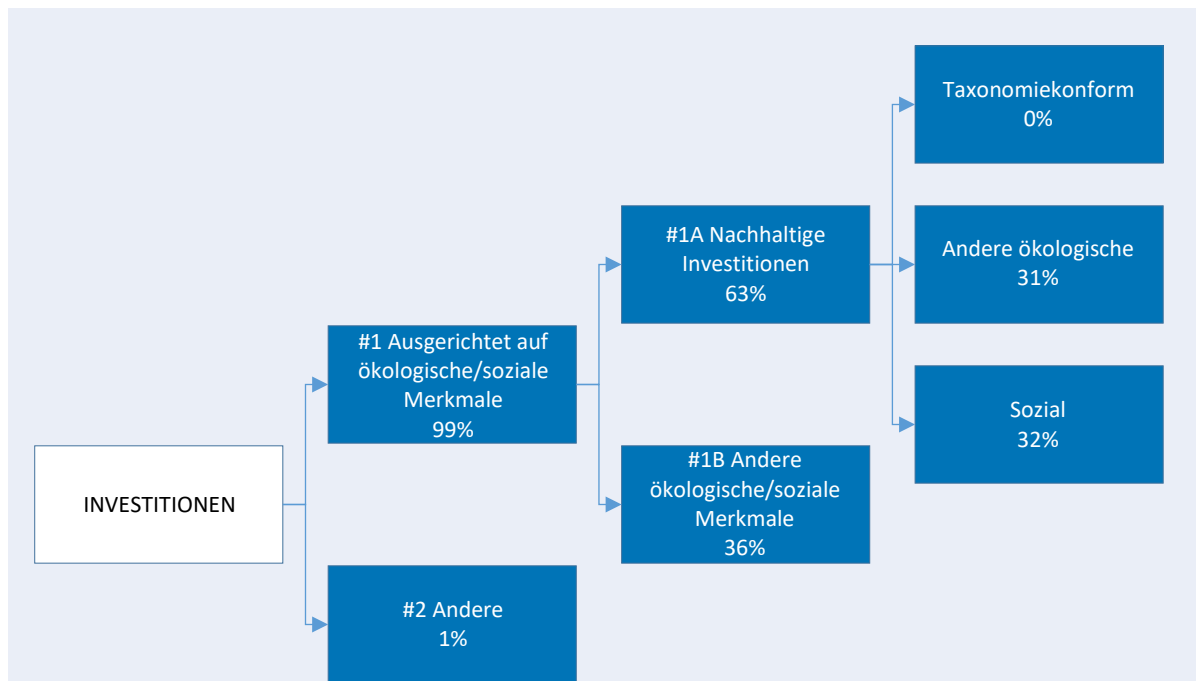 INVESTITIONEN
#1 Ausgerichtet auf
ökologische/soziale
Merkmale
99%
#2 Andere
1%
#1A Nachhaltige
Investitionen
63%
#1B Andere
ökologische/soziale
Merkmale
36%
Taxonomiekonform
0%
Andere ökologische
31%
Sozial
32%